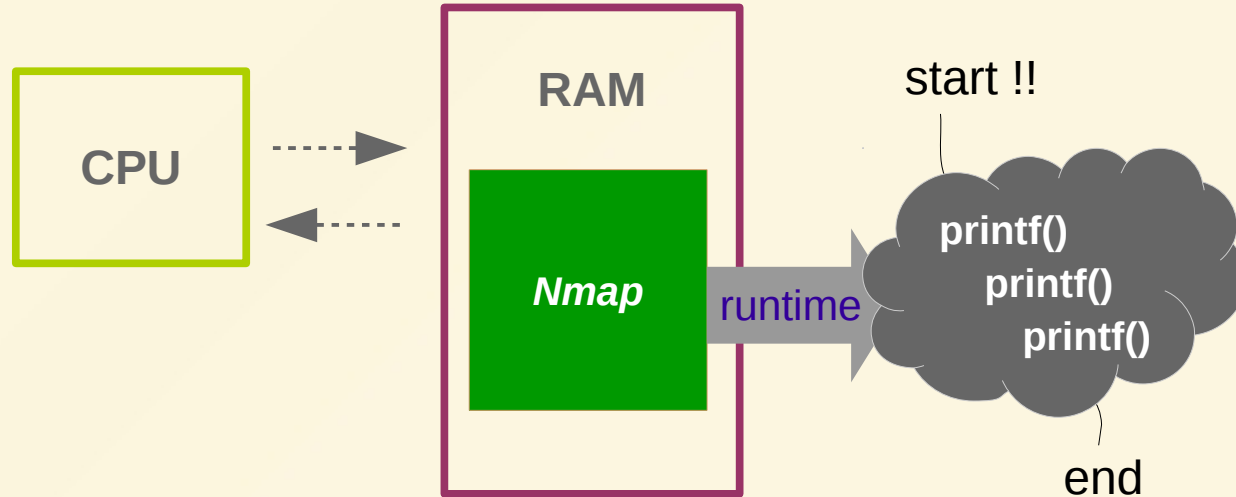 CPU
RAM
Nmap
runtime
start !!
printf()
printf()
printf()
end